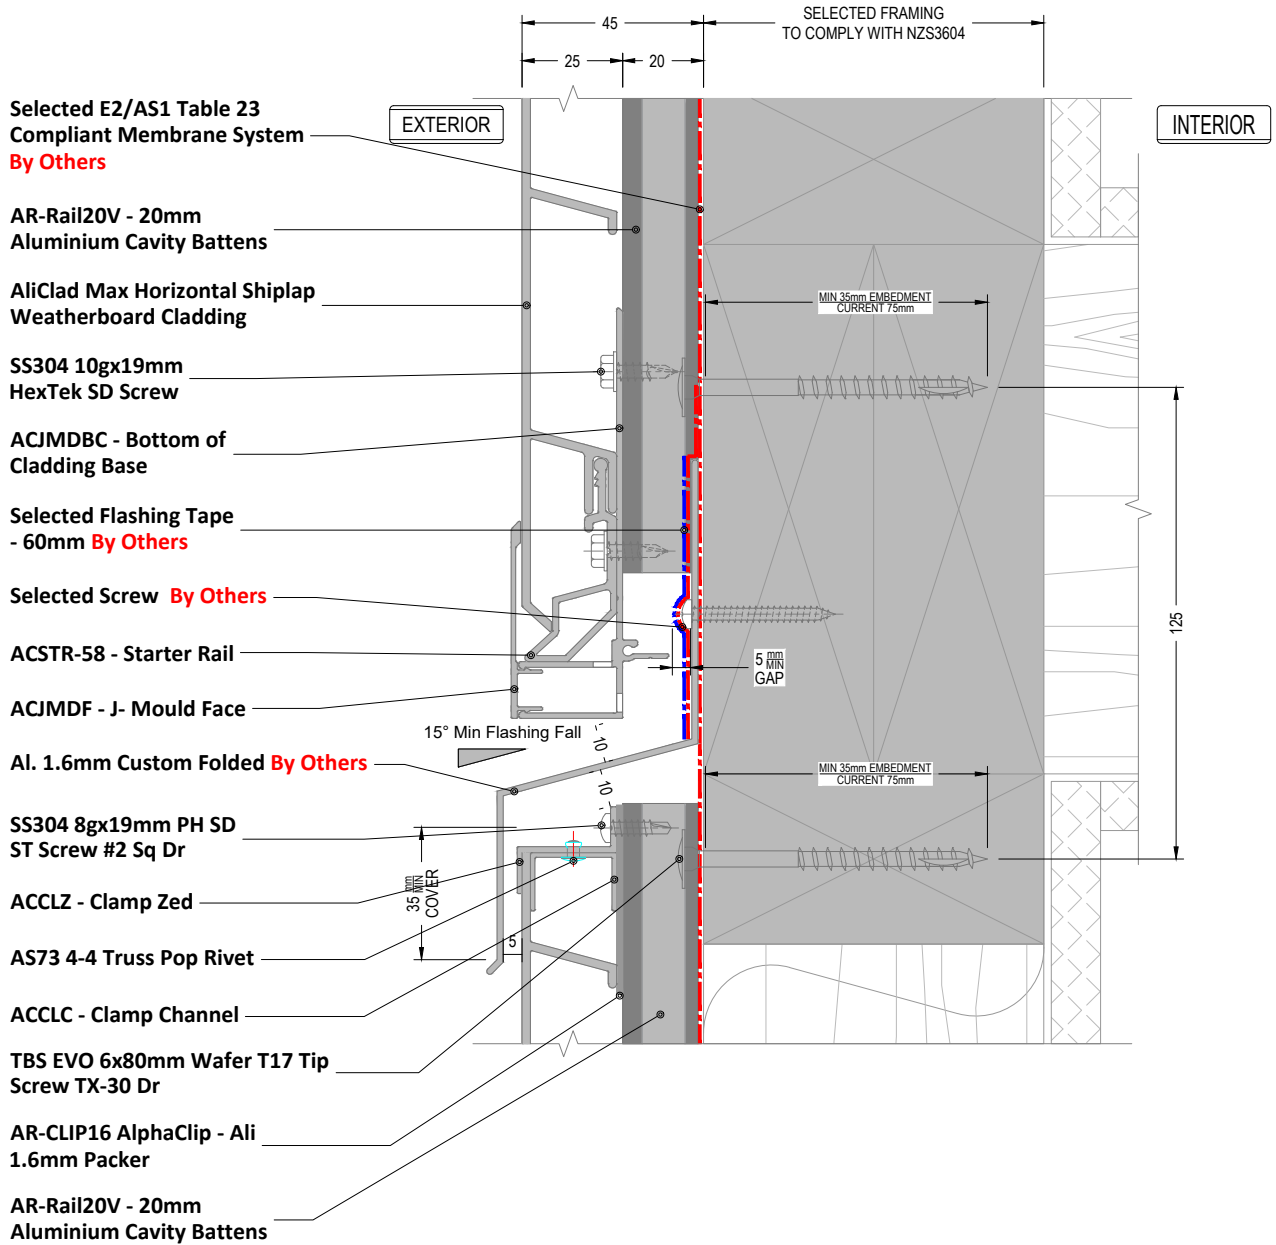 45
SELECTED FRAMING
TO COMPLY WITH NZS3604
25
20
Selected E2/AS1 Table 23
Compliant Membrane System
By Others
EXTERIOR
INTERIOR
AR-Rail20V - 20mm
Aluminium Cavity Battens
AliClad Max Horizontal Shiplap
Weatherboard Cladding
MIN 35mm EMBEDMENT
CURRENT 75mm
SS304 10gx19mm
HexTek SD Screw
ACJMDBC - Bottom of
Cladding Base
Selected Flashing Tape
- 60mm By Others
Selected Screw By Others
125
ACSTR-58 - Starter Rail
5 mm MIN
GAP
ACJMDF - J- Mould Face
15° Min Flashing Fall
10
10
Al. 1.6mm Custom Folded By Others
MIN 35mm EMBEDMENT
CURRENT 75mm
SS304 8gx19mm PH SD
ST Screw #2 Sq Dr
35 mm MIN
COVER
ACCLZ - Clamp Zed
5
AS73 4-4 Truss Pop Rivet
ACCLC - Clamp Channel
TBS EVO 6x80mm Wafer T17 Tip
Screw TX-30 Dr
AR-CLIP16 AlphaClip - Ali
1.6mm Packer
AR-Rail20V - 20mm
Aluminium Cavity Battens